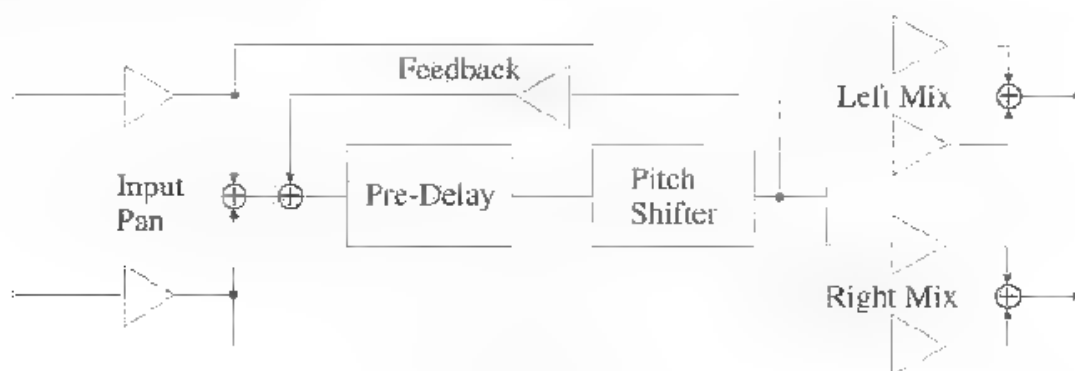 Feedback
Left Mix
Input
Pan
Pre-Delay
Pitch
Shifter
Right Mix